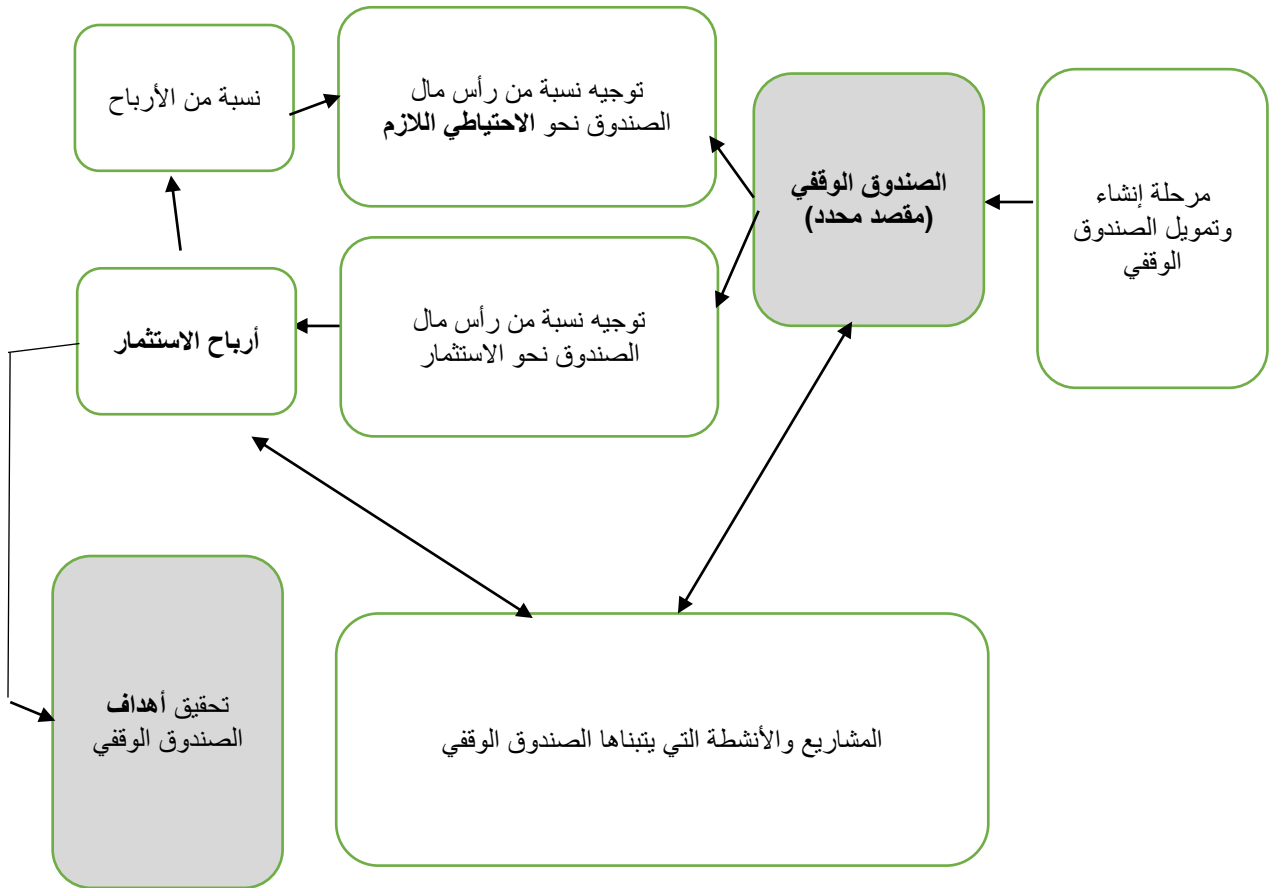 مرحلة إنشاء
وتمويل الصندوق
الوقفي
الصندوق الوقفي
(مقصد محدد)
توجيه نسبة من رأس مال
الصندوق نحو الاحتياطي اللازم
نسبة من الأرباح
توجيه نسبة من رأس مال
الصندوق نحو الاستثمار
أرباح الاستثمار
المشاريع والأنشطة التي يتبناها الصندوق الوقفي
تحقيق أهداف
الصندوق الوقفي